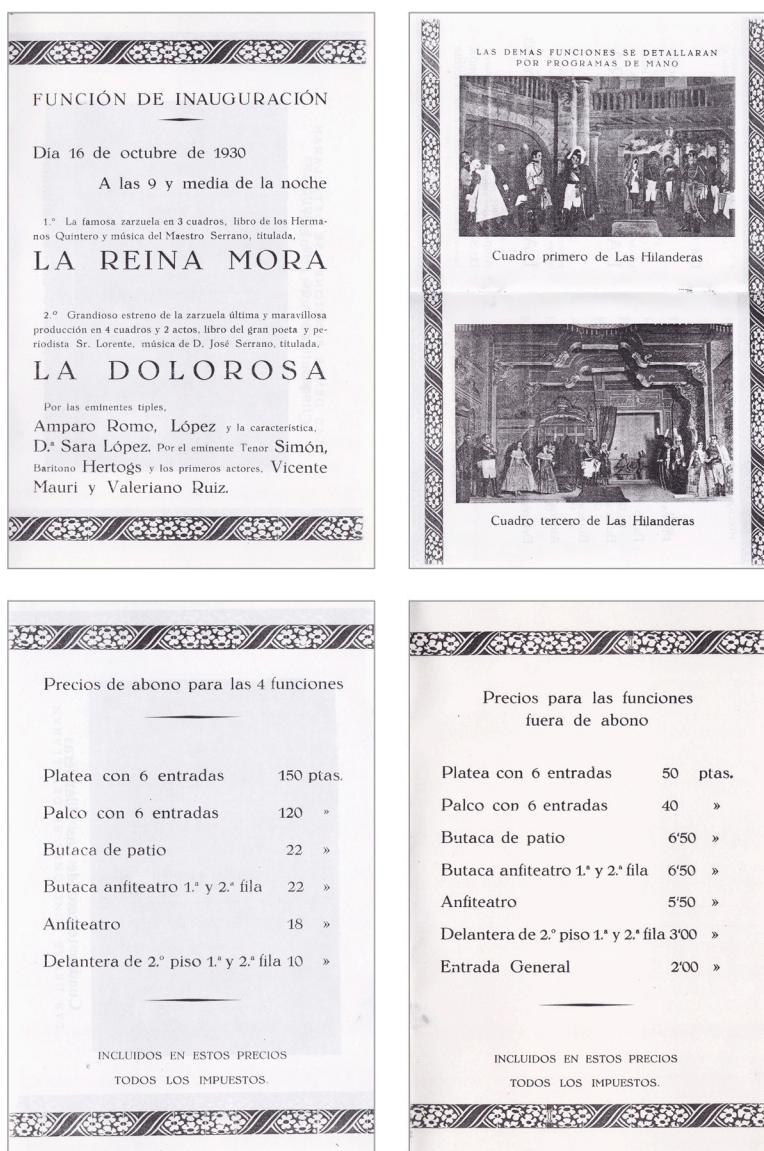 FUNCIÓN DE INAUGURACIÓN
Día 16 de octubre de 1930
A las 9 y media de la noche
1.º La famosa zarzuela en 3 cuadros, libro de los Herma-
nos Quintero y música del Maestro Serrano, titulada,
LA REINA MORA
2.º Grandioso estreno de la zarzuela última y maravillosa
producción en 4 cuadros y 2 actos, libro del gran poeta y pe-
riodista Sr. Lorente, música de D. José Serrano, titulada,
LA DOLOROSA
Por las eminentes tiples,
Amparo Romo, López y la característica,
D.ª Sara López. Por el eminente Tenor Simón,
Baritono Hertogs y los primeros actores, Vicente
Mauri y Valeriano Ruiz.
LAS DEMAS FUNCIONES SE DETALLARAN
POR PROGRAMAS DE MANO
Cuadro primero de Las Hilanderas
Cuadro tercero de Las Hilanderas
Precios de abono para las 4 funciones
Platea con 6 entradas 150 ptas.
Palco con 6 entradas 120 »
Butaca de patio 22 »
Butaca anfiteatro 1.ª y 2.ª fila 22 »
Anfiteatro 18 »
Delantera de 2.º piso 1.ª y 2.ª fila 10 »
INCLUIDOS EN ESTOS PRECIOS
TODOS LOS IMPUESTOS.
Precios para las funciones
fuera de abono
Platea con 6 entradas 50 ptas.
Palco con 6 entradas 40 »
Butaca de patio 6'50 »
Butaca anfiteatro 1.ª y 2.ª fila 6'50 »
Anfiteatro 5'50 »
Delantera de 2.º piso 1.ª y 2.ª fila 3'00 »
Entrada General 2'00 »
INCLUIDOS EN ESTOS PRECIOS
TODOS LOS IMPUESTOS.